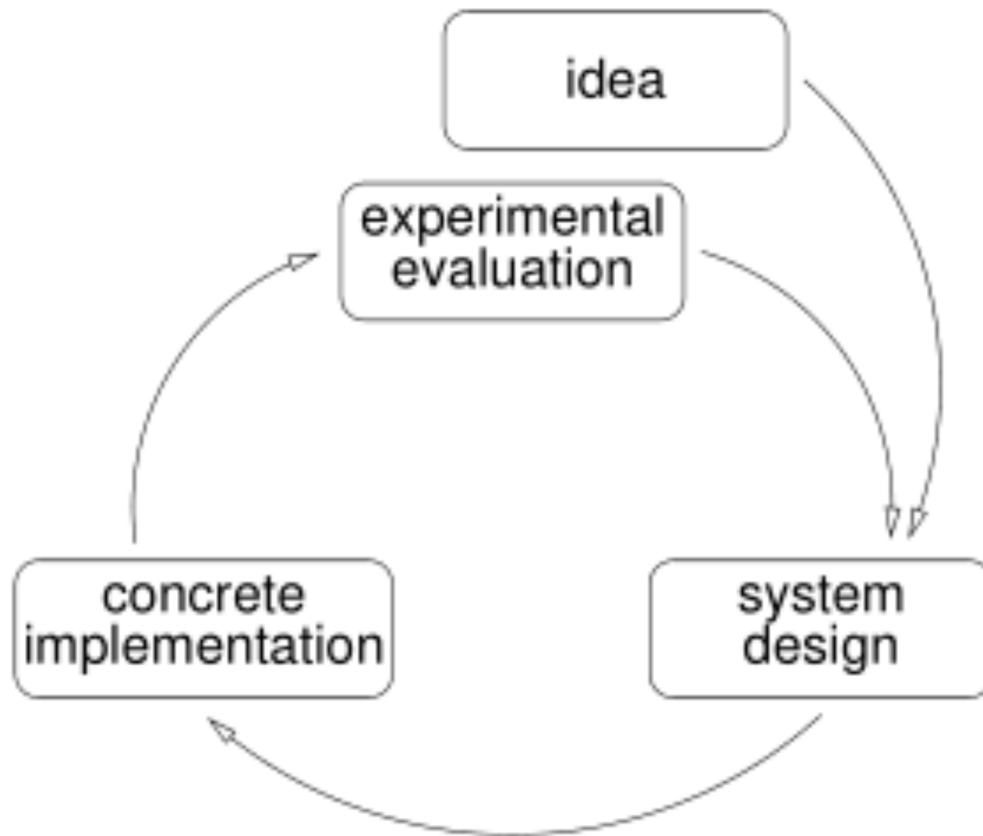 idea
experimental
evaluation
concrete
implementation
system
design